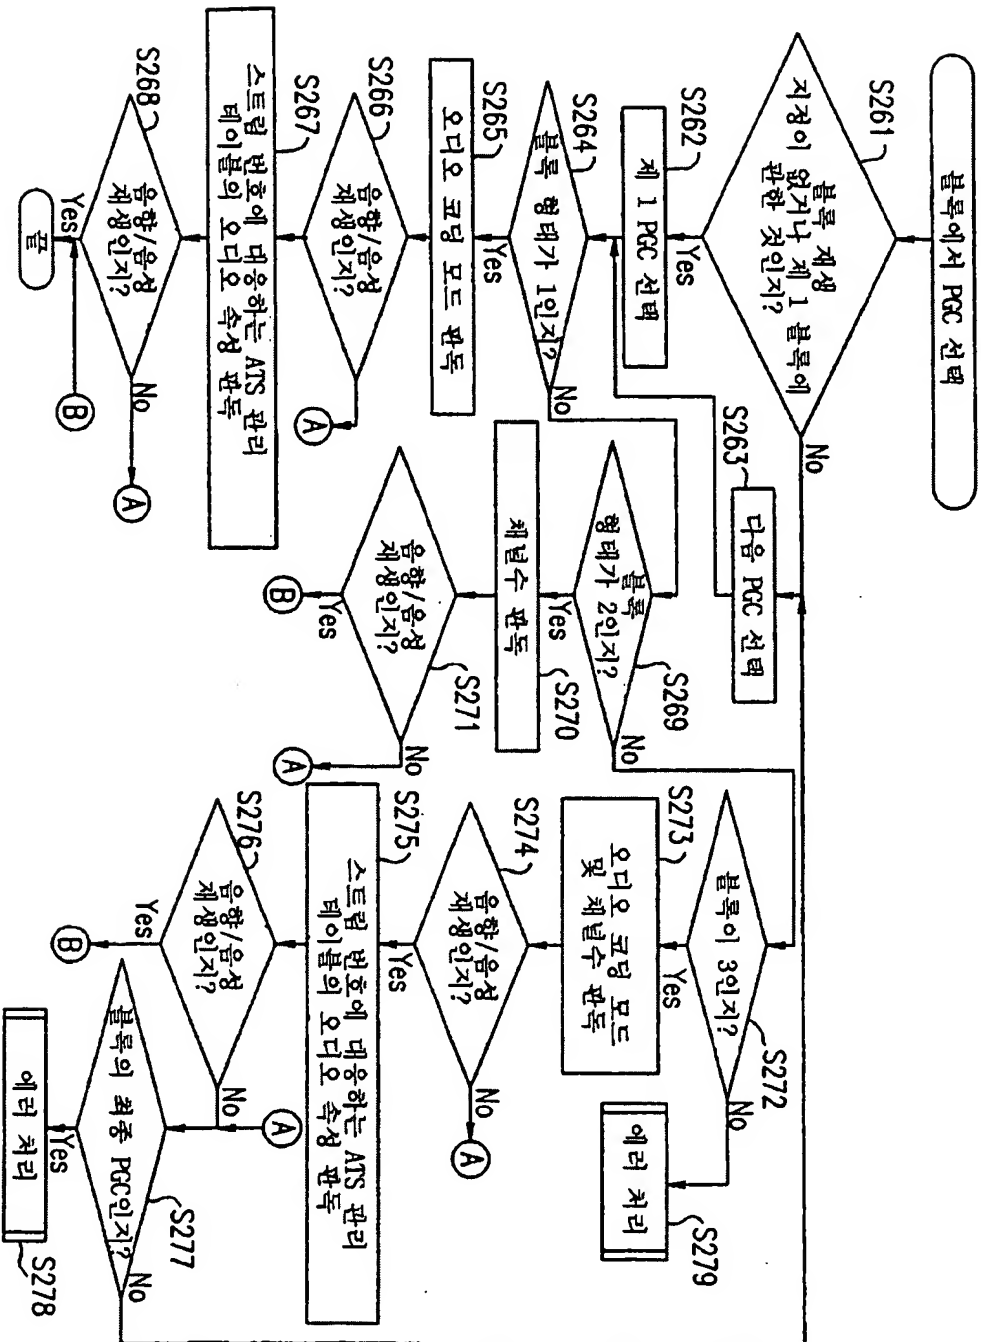 블록에서 PGC 선택
S261
블록 재생
지정이 없거나 제 1 블록에
관한 것인지?
Yes
No
S262
제 1 PGC 선택
S263
다음 PGC 선택
S264
블록 형태가 1인지?
Yes
No
S265
오디오 코딩 모드 판독
S266
음향/음성
재생인지?
A
S267
스트림 번호에 대응하는 ATS 관리
테이블의 오디오 속성 판독
S268
음향/음성
재생인지?
Yes
No
A
B
끝
S269
블록
형태가 2인지?
Yes
No
S270
채널수 판독
S271
음향/음성
재생인지?
Yes
No
B
A
S272
블록이 3인지?
Yes
No
S273
오디오 코딩 모드
및 채널수 판독
S279
에러 처리
S274
음향/음성
재생인지?
Yes
No
A
S275
스트림 번호에 대응하는 ATS 관리
테이블의 오디오 속성 판독
S276
음향/음성
재생인지?
Yes
No
B
A
S277
블록의 최종 PGC인지?
Yes
No
S278
에러 처리